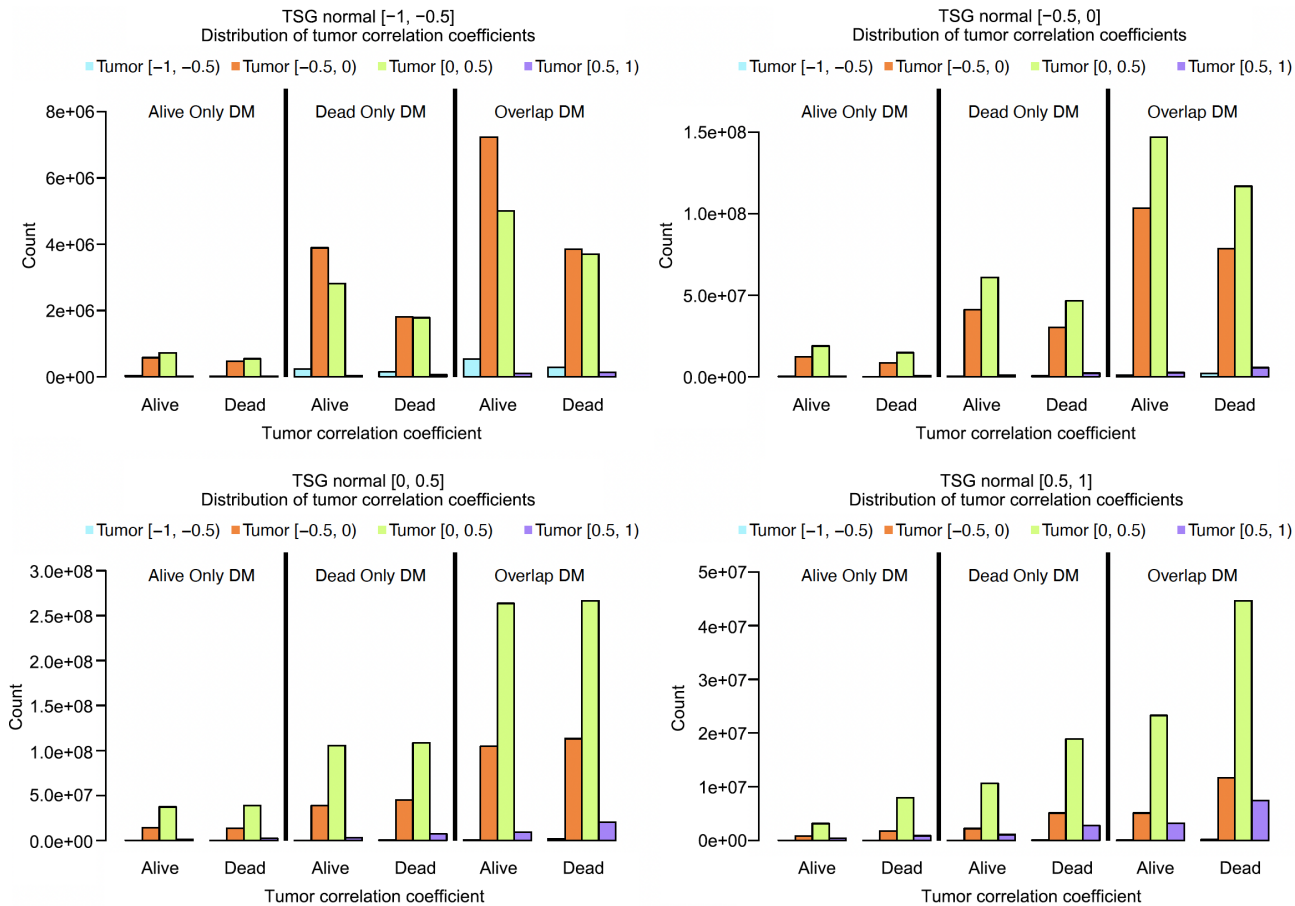 TSG normal [−1, −0.5]
Distribution of tumor correlation coefficients
Tumor [−1, −0.5) Tumor [−0.5, 0) Tumor [0, 0.5) Tumor [0.5, 1)
Alive Only DM Dead Only DM Overlap DM
8e+06
6e+06
4e+06
2e+06
0e+00
Count
Alive Dead Alive Dead Alive Dead
Tumor correlation coefficient
TSG normal [−0.5, 0]
Distribution of tumor correlation coefficients
Tumor [−1, −0.5) Tumor [−0.5, 0) Tumor [0, 0.5) Tumor [0.5, 1)
Alive Only DM Dead Only DM Overlap DM
1.5e+08
1.0e+08
5.0e+07
0.0e+00
Count
Alive Dead Alive Dead Alive Dead
Tumor correlation coefficient
TSG normal [0, 0.5]
Distribution of tumor correlation coefficients
Tumor [−1, −0.5) Tumor [−0.5, 0) Tumor [0, 0.5) Tumor [0.5, 1)
Alive Only DM Dead Only DM Overlap DM
3.0e+08
2.5e+08
2.0e+08
1.5e+08
1.0e+08
5.0e+07
0.0e+00
Count
Alive Dead Alive Dead Alive Dead
Tumor correlation coefficient
TSG normal [0.5, 1]
Distribution of tumor correlation coefficients
Tumor [−1, −0.5) Tumor [−0.5, 0) Tumor [0, 0.5) Tumor [0.5, 1)
Alive Only DM Dead Only DM Overlap DM
5e+07
4e+07
3e+07
2e+07
1e+07
0e+00
Count
Alive Dead Alive Dead Alive Dead
Tumor correlation coefficient